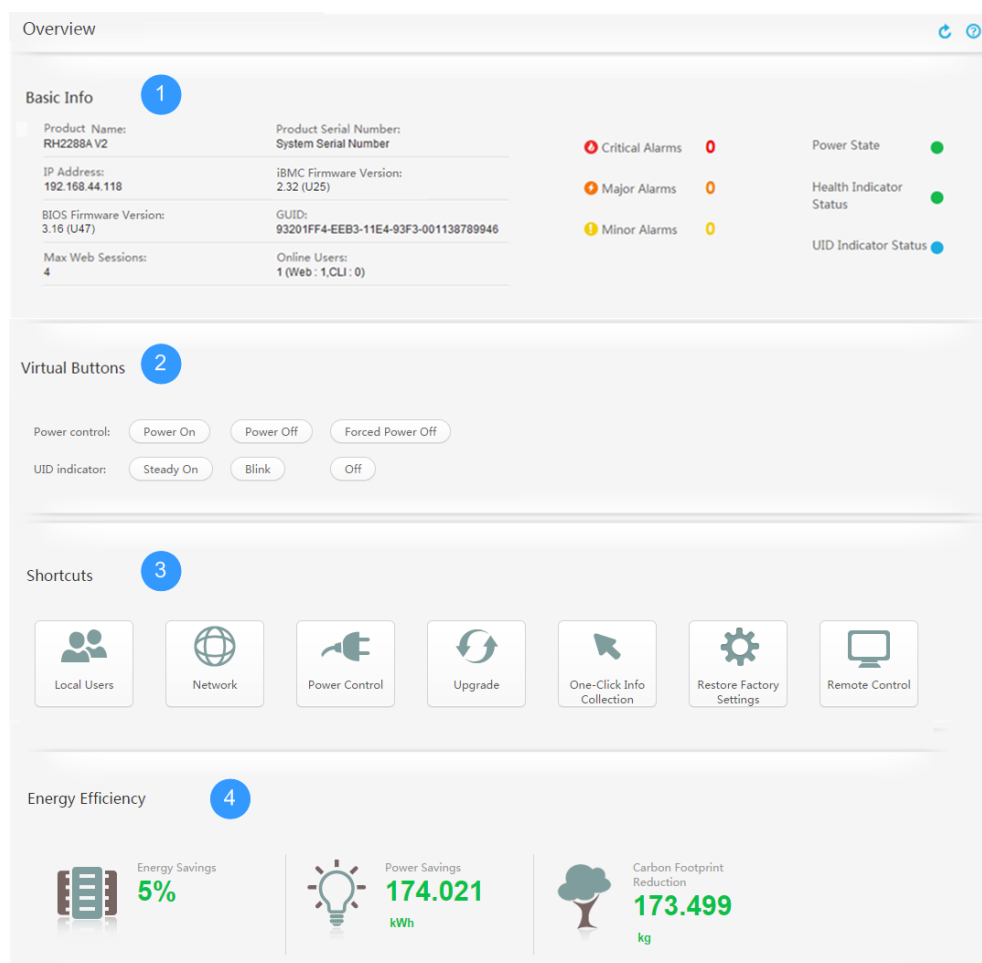 Overview
Basic Info
1
Product Name:
RH2288A V2
Product Serial Number:
System Serial Number
IP Address:
192.168.44.118
iBMC Firmware Version:
2.32 (U25)
BIOS Firmware Version:
3.16 (U47)
GUID:
93201FF4-EEB3-11E4-93F3-001138789946
Max Web Sessions:
4
Online Users:
1 (Web : 1,CLI : 0)
Critical Alarms 0
Major Alarms 0
Minor Alarms 0
Power State
Health Indicator
Status
UID Indicator Status
Virtual Buttons
2
Power control: Power On Power Off Forced Power Off
UID indicator: Steady On Blink Off
Shortcuts
3
Local Users
Network
Power Control
Upgrade
One-Click Info
Collection
Restore Factory
Settings
Remote Control
Energy Efficiency
4
Energy Savings
5%
Power Savings
174.021
kWh
Carbon Footprint
Reduction
173.499
kg